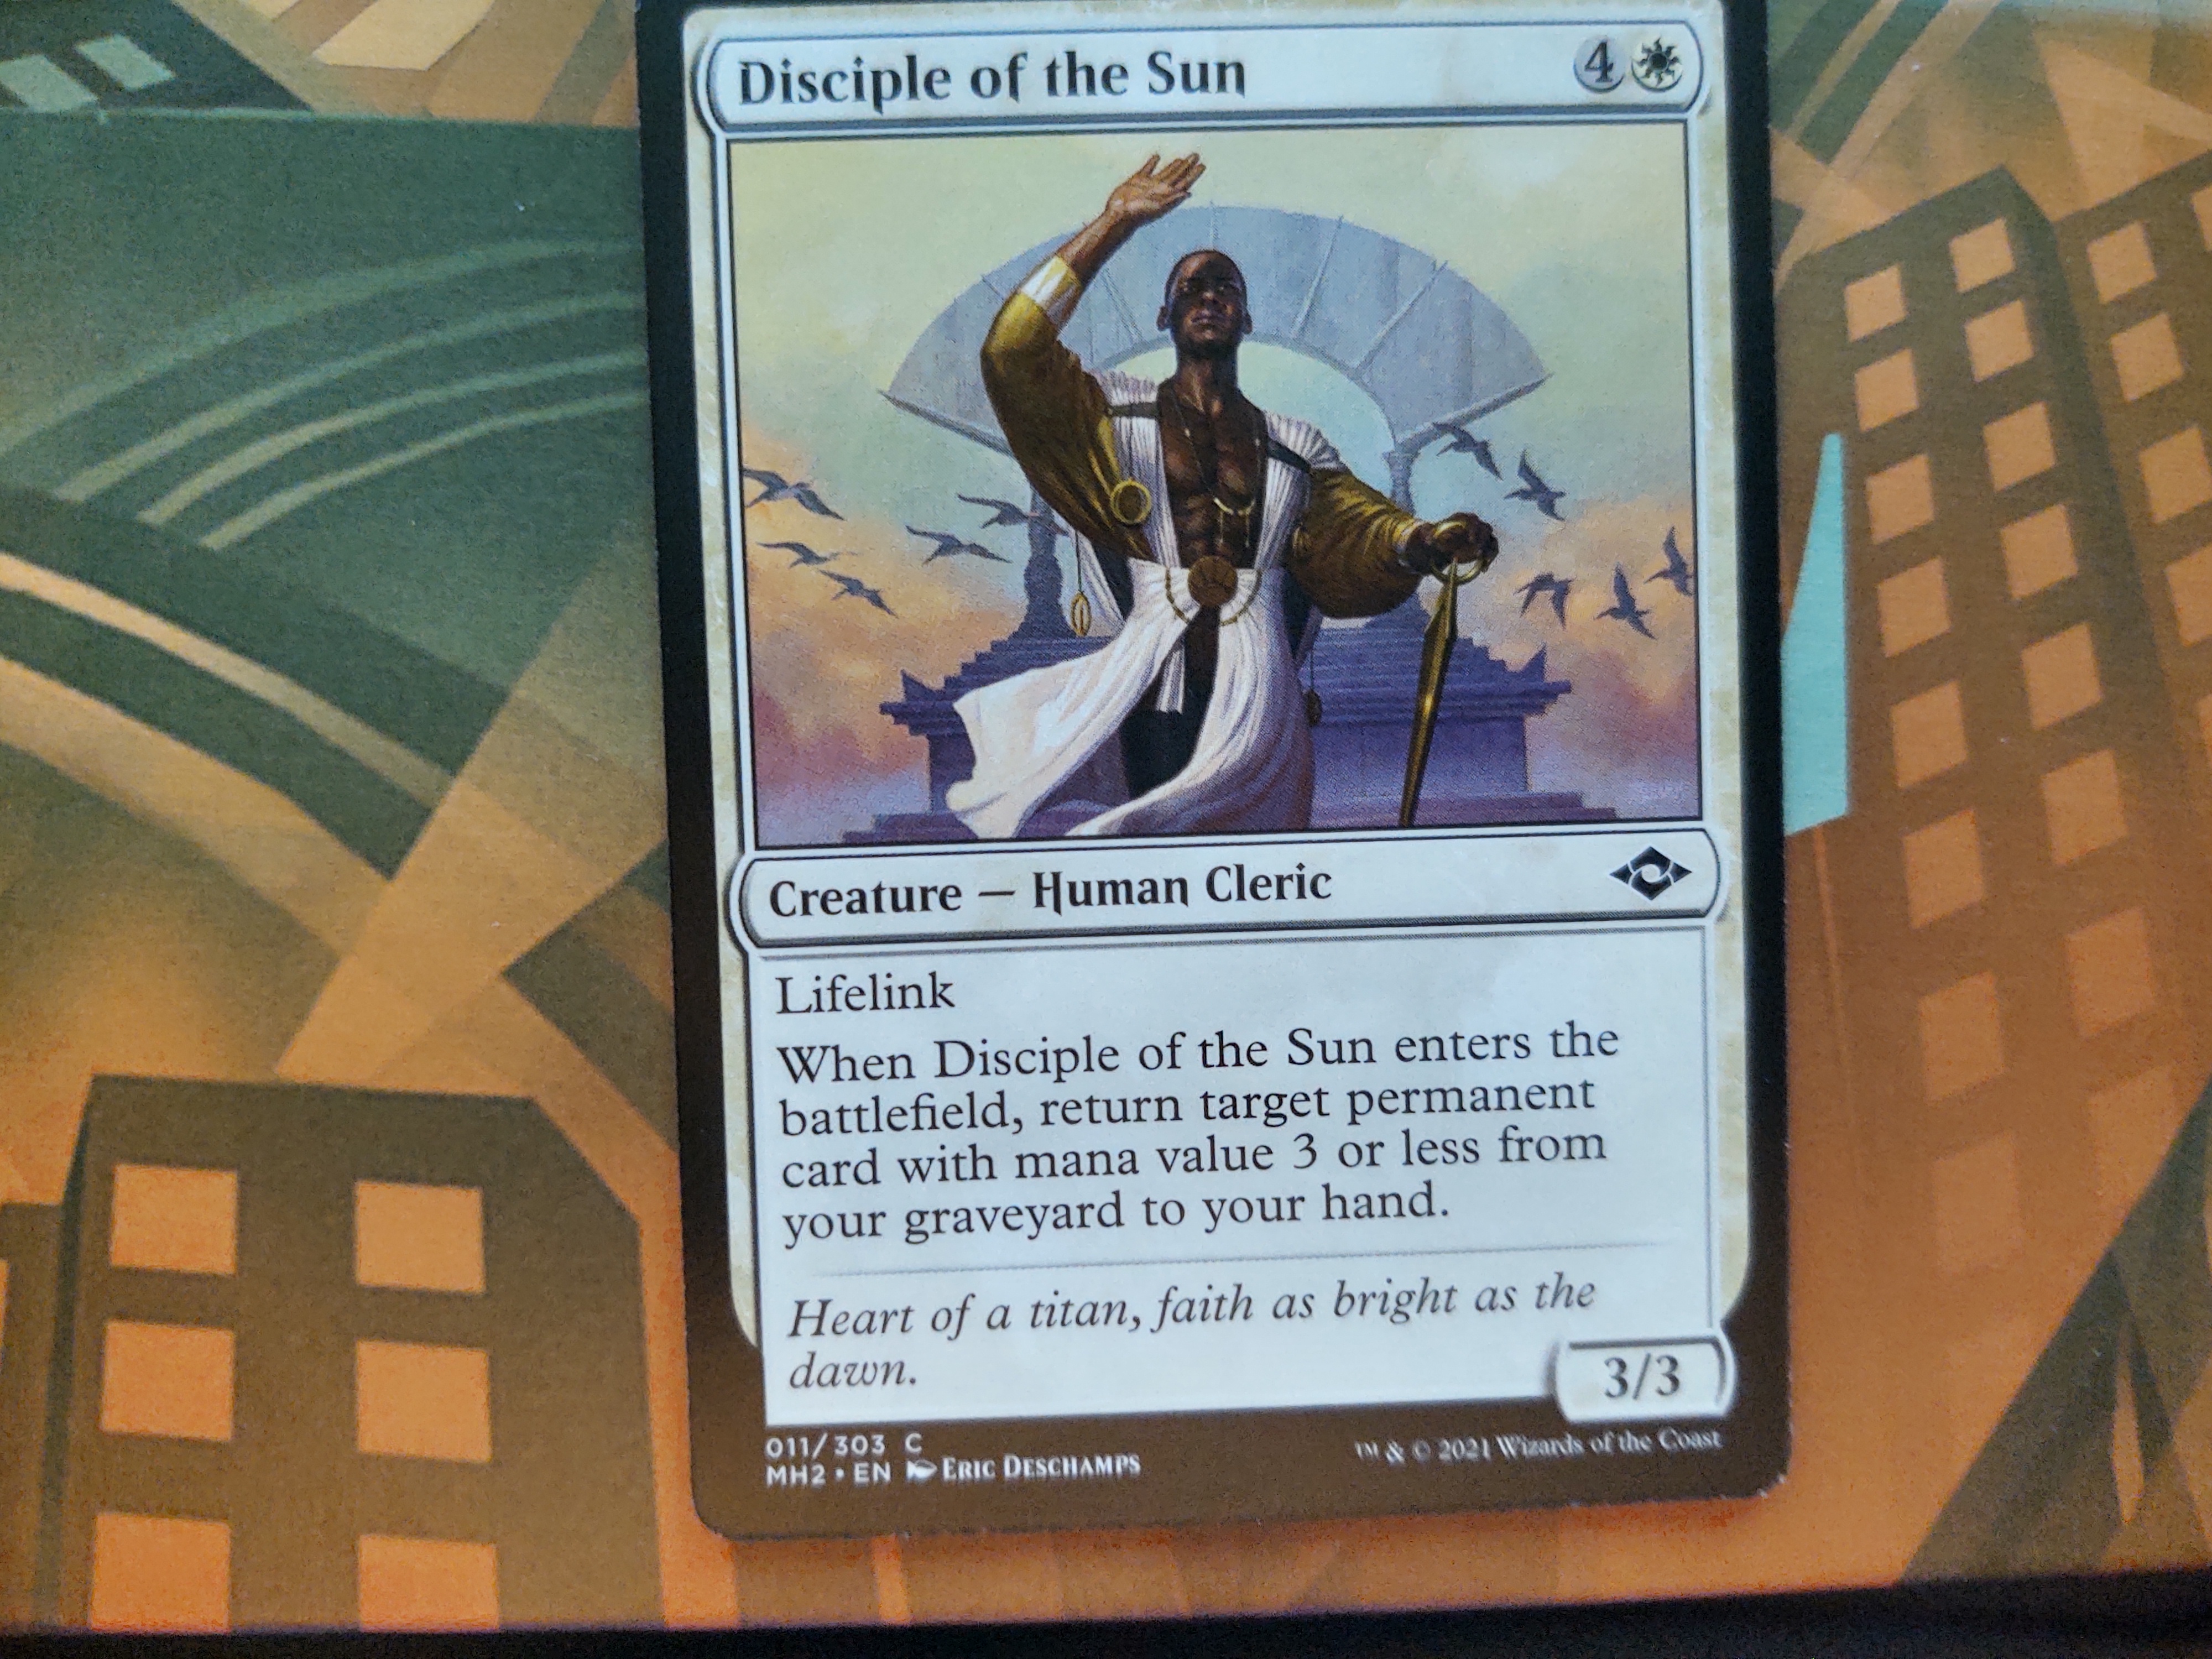 Disciple of the Sun 4
Creature — Human Cleric
Lifelink
When Disciple of the Sun enters the
battlefield, return target permanent
card with mana value 3 or less from
your graveyard to your hand.
Heart of a titan, faith as bright as the
dawn.
3/3
011/303 C
MH2 • EN ERIC DESCHAMPS
™ & © 2021 Wizards of the Coast